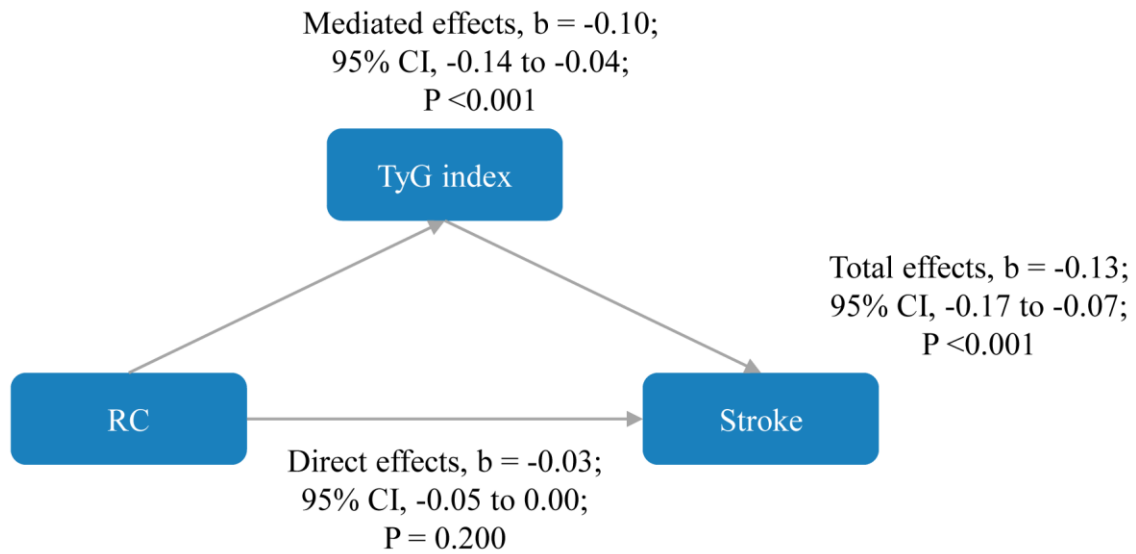 Mediated effects, b = -0.10;
95% CI, -0.14 to -0.04;
P <0.001
TyG index
Total effects, b = -0.13;
95% CI, -0.17 to -0.07;
P <0.001
RC
Stroke
Direct effects, b = -0.03;
95% CI, -0.05 to 0.00;
P = 0.200